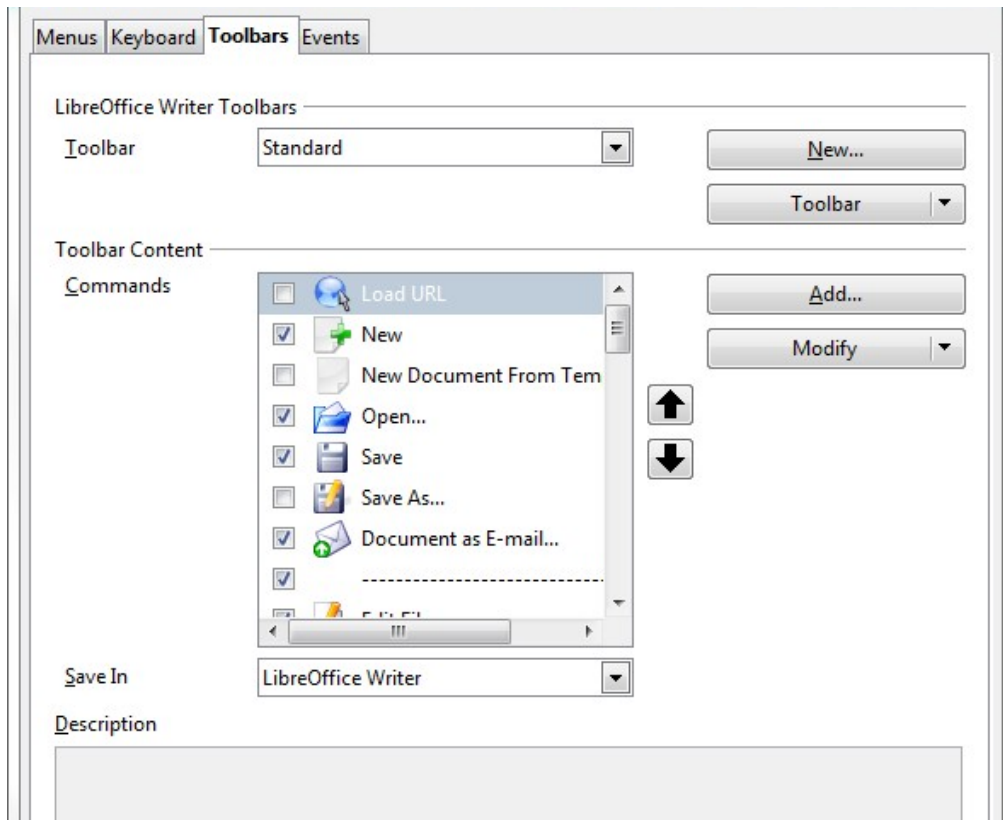 Menus Keyboard Toolbars Events
LibreOffice Writer Toolbars
Toolbar Standard New...
Toolbar
Toolbar Content
Commands Load URL Add...
New
Modify
New Document From Tem
Open...
Save
Save As...
Document as E-mail...
----------------------------
Save In LibreOffice Writer
Description